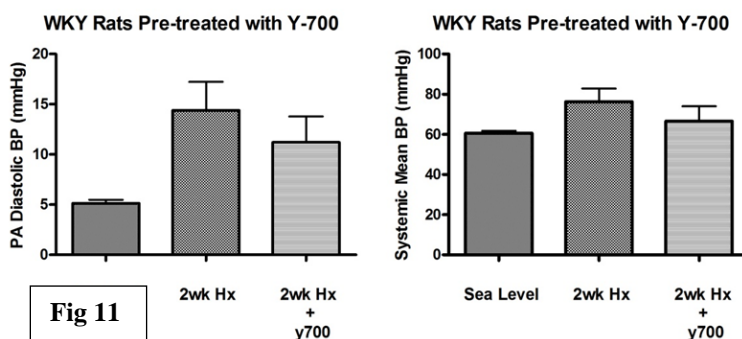 WKY Rats Pre-treated with Y-700
PA Diastolic BP (mmHg)
20
15
10
5
0
2wk Hx
2wk Hx
+
y700
Fig 11
WKY Rats Pre-treated with Y-700
Systemic Mean BP (mmHg)
100
80
60
40
20
0
Sea Level
2wk Hx
2wk Hx
+
y700